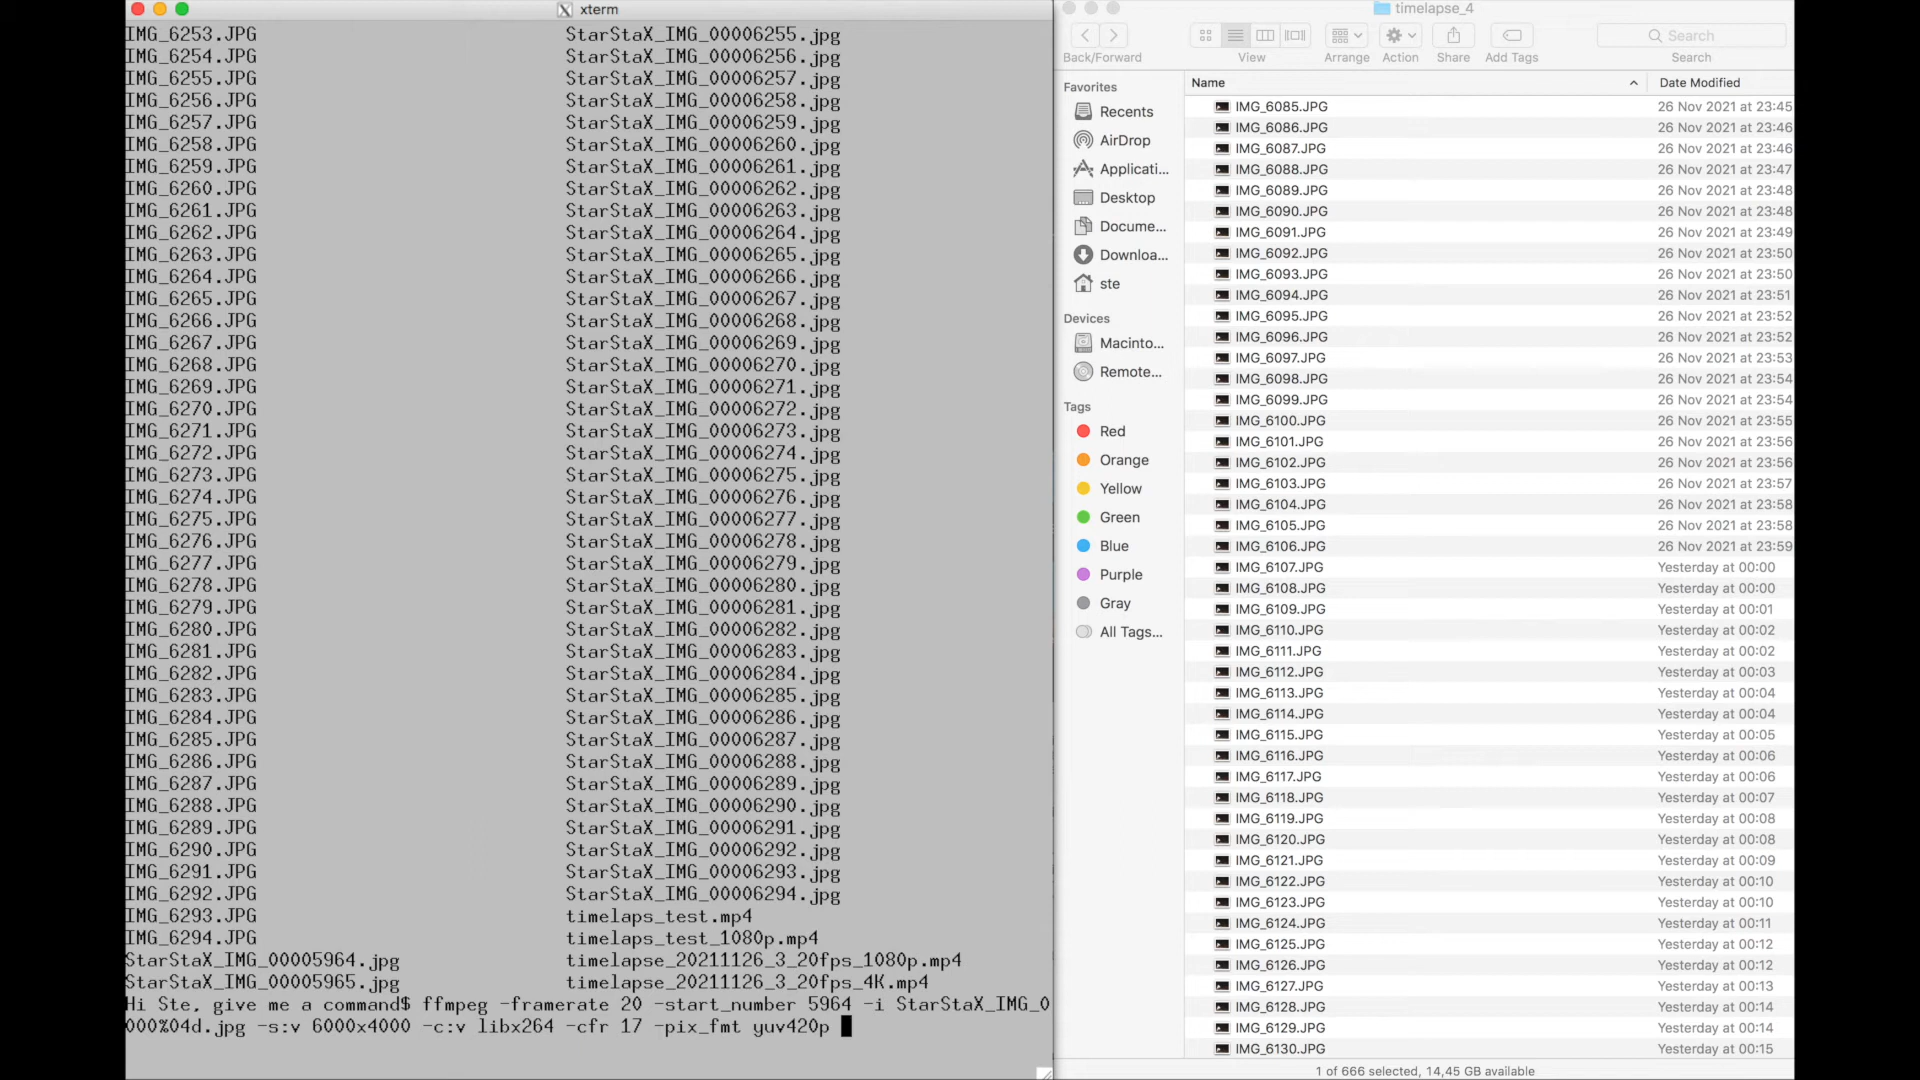 xterm
IMG_6253.JPG StarStaX_IMG_00006255.jpg
IMG_6254.JPG StarStaX_IMG_00006256.jpg
IMG_6255.JPG StarStaX_IMG_00006257.jpg
IMG_6256.JPG StarStaX_IMG_00006258.jpg
IMG_6257.JPG StarStaX_IMG_00006259.jpg
IMG_6258.JPG StarStaX_IMG_00006260.jpg
IMG_6259.JPG StarStaX_IMG_00006261.jpg
IMG_6260.JPG StarStaX_IMG_00006262.jpg
IMG_6261.JPG StarStaX_IMG_00006263.jpg
IMG_6262.JPG StarStaX_IMG_00006264.jpg
IMG_6263.JPG StarStaX_IMG_00006265.jpg
IMG_6264.JPG StarStaX_IMG_00006266.jpg
IMG_6265.JPG StarStaX_IMG_00006267.jpg
IMG_6266.JPG StarStaX_IMG_00006268.jpg
IMG_6267.JPG StarStaX_IMG_00006269.jpg
IMG_6268.JPG StarStaX_IMG_00006270.jpg
IMG_6269.JPG StarStaX_IMG_00006271.jpg
IMG_6270.JPG StarStaX_IMG_00006272.jpg
IMG_6271.JPG StarStaX_IMG_00006273.jpg
IMG_6272.JPG StarStaX_IMG_00006274.jpg
IMG_6273.JPG StarStaX_IMG_00006275.jpg
IMG_6274.JPG StarStaX_IMG_00006276.jpg
IMG_6275.JPG StarStaX_IMG_00006277.jpg
IMG_6276.JPG StarStaX_IMG_00006278.jpg
IMG_6277.JPG StarStaX_IMG_00006279.jpg
IMG_6278.JPG StarStaX_IMG_00006280.jpg
IMG_6279.JPG StarStaX_IMG_00006281.jpg
IMG_6280.JPG StarStaX_IMG_00006282.jpg
IMG_6281.JPG StarStaX_IMG_00006283.jpg
IMG_6282.JPG StarStaX_IMG_00006284.jpg
IMG_6283.JPG StarStaX_IMG_00006285.jpg
IMG_6284.JPG StarStaX_IMG_00006286.jpg
IMG_6285.JPG StarStaX_IMG_00006287.jpg
IMG_6286.JPG StarStaX_IMG_00006288.jpg
IMG_6287.JPG StarStaX_IMG_00006289.jpg
IMG_6288.JPG StarStaX_IMG_00006290.jpg
IMG_6289.JPG StarStaX_IMG_00006291.jpg
IMG_6290.JPG StarStaX_IMG_00006292.jpg
IMG_6291.JPG StarStaX_IMG_00006293.jpg
IMG_6292.JPG StarStaX_IMG_00006294.jpg
IMG_6293.JPG timelaps_test.mp4
IMG_6294.JPG timelaps_test_1080p.mp4
StarStaX_IMG_00005964.jpg timelapse_20211126_3_20fps_1080p.mp4
StarStaX_IMG_00005965.jpg timelapse_20211126_3_20fps_4K.mp4
Hi Ste, give me a command$ ffmpeg -framerate 20 -start_number 5964 -i StarStaX_IMG_0
000%04d.jpg -s:v 6000x4000 -c:v libx264 -cfr 17 -pix_fmt yuv420p
timelapse_4
Search
Back/Forward View Arrange Action Share Add Tags Search
Favorites
Recents
AirDrop
Applicati...
Desktop
Docume...
Downloa...
ste
Devices
Macinto...
Remote...
Tags
Red
Orange
Yellow
Green
Blue
Purple
Gray
All Tags...
Name Date Modified
IMG_6085.JPG 26 Nov 2021 at 23:45
IMG_6086.JPG 26 Nov 2021 at 23:46
IMG_6087.JPG 26 Nov 2021 at 23:46
IMG_6088.JPG 26 Nov 2021 at 23:47
IMG_6089.JPG 26 Nov 2021 at 23:48
IMG_6090.JPG 26 Nov 2021 at 23:48
IMG_6091.JPG 26 Nov 2021 at 23:49
IMG_6092.JPG 26 Nov 2021 at 23:50
IMG_6093.JPG 26 Nov 2021 at 23:50
IMG_6094.JPG 26 Nov 2021 at 23:51
IMG_6095.JPG 26 Nov 2021 at 23:52
IMG_6096.JPG 26 Nov 2021 at 23:52
IMG_6097.JPG 26 Nov 2021 at 23:53
IMG_6098.JPG 26 Nov 2021 at 23:54
IMG_6099.JPG 26 Nov 2021 at 23:54
IMG_6100.JPG 26 Nov 2021 at 23:55
IMG_6101.JPG 26 Nov 2021 at 23:56
IMG_6102.JPG 26 Nov 2021 at 23:56
IMG_6103.JPG 26 Nov 2021 at 23:57
IMG_6104.JPG 26 Nov 2021 at 23:58
IMG_6105.JPG 26 Nov 2021 at 23:58
IMG_6106.JPG 26 Nov 2021 at 23:59
IMG_6107.JPG Yesterday at 00:00
IMG_6108.JPG Yesterday at 00:00
IMG_6109.JPG Yesterday at 00:01
IMG_6110.JPG Yesterday at 00:02
IMG_6111.JPG Yesterday at 00:02
IMG_6112.JPG Yesterday at 00:03
IMG_6113.JPG Yesterday at 00:04
IMG_6114.JPG Yesterday at 00:04
IMG_6115.JPG Yesterday at 00:05
IMG_6116.JPG Yesterday at 00:06
IMG_6117.JPG Yesterday at 00:06
IMG_6118.JPG Yesterday at 00:07
IMG_6119.JPG Yesterday at 00:08
IMG_6120.JPG Yesterday at 00:08
IMG_6121.JPG Yesterday at 00:09
IMG_6122.JPG Yesterday at 00:10
IMG_6123.JPG Yesterday at 00:10
IMG_6124.JPG Yesterday at 00:11
IMG_6125.JPG Yesterday at 00:12
IMG_6126.JPG Yesterday at 00:12
IMG_6127.JPG Yesterday at 00:13
IMG_6128.JPG Yesterday at 00:14
IMG_6129.JPG Yesterday at 00:14
IMG_6130.JPG Yesterday at 00:15
1 of 666 selected, 14,45 GB available